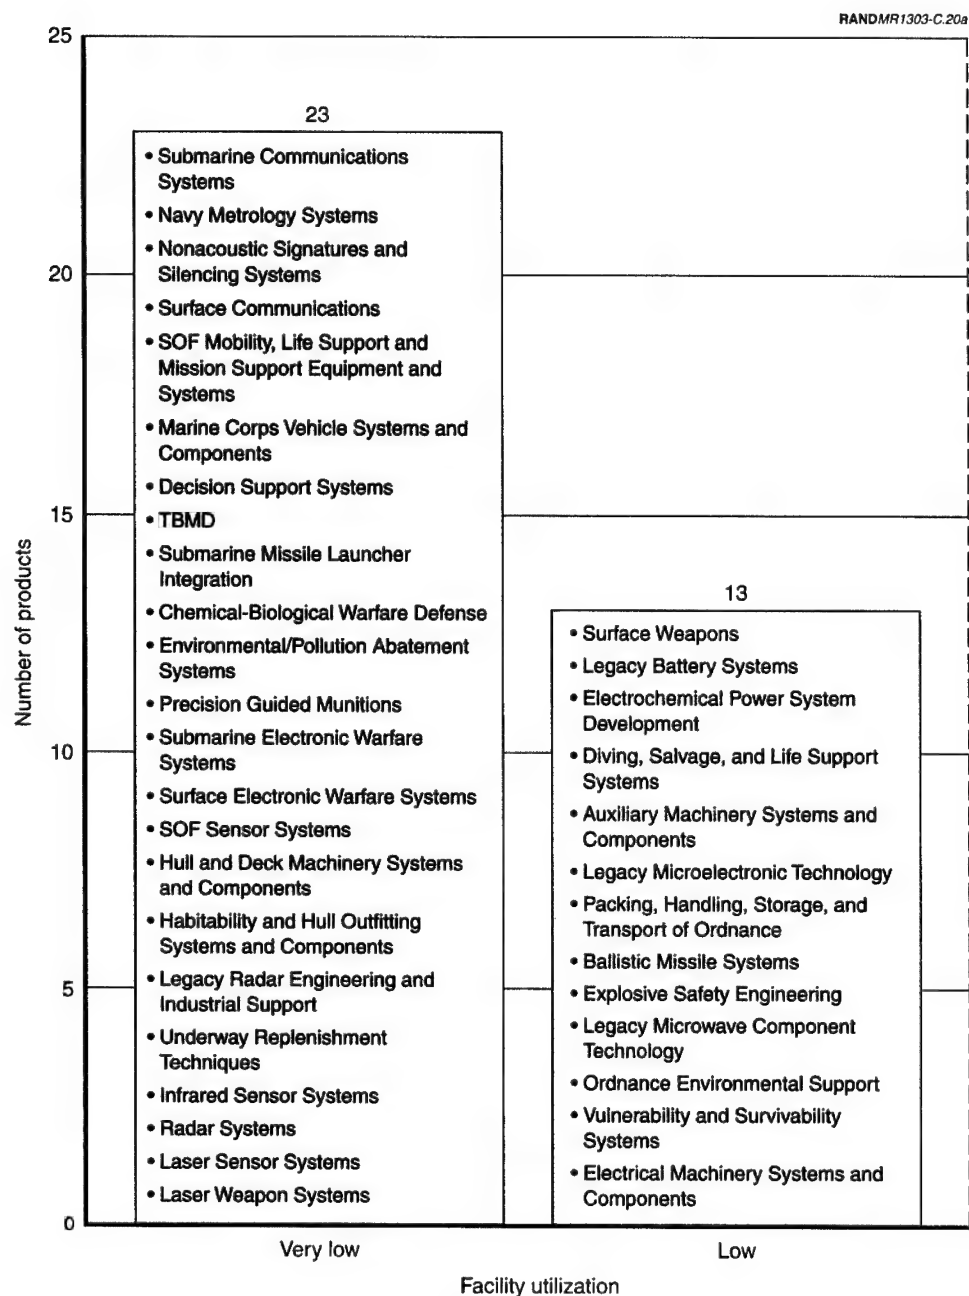 RANDMR1303-C.20a
25
20
15
10
5
0
Number of products
23
• Submarine Communications
Systems
• Navy Metrology Systems
• Nonacoustic Signatures and
Silencing Systems
• Surface Communications
• SOF Mobility, Life Support and
Mission Support Equipment and
Systems
• Marine Corps Vehicle Systems and
Components
• Decision Support Systems
• TBMD
• Submarine Missile Launcher
Integration
• Chemical-Biological Warfare Defense
• Environmental/Pollution Abatement
Systems
• Precision Guided Munitions
• Submarine Electronic Warfare
Systems
• Surface Electronic Warfare Systems
• SOF Sensor Systems
• Hull and Deck Machinery Systems
and Components
• Habitability and Hull Outfitting
Systems and Components
• Legacy Radar Engineering and
Industrial Support
• Underway Replenishment
Techniques
• Infrared Sensor Systems
• Radar Systems
• Laser Sensor Systems
• Laser Weapon Systems
13
• Surface Weapons
• Legacy Battery Systems
• Electrochemical Power System
Development
• Diving, Salvage, and Life Support
Systems
• Auxiliary Machinery Systems and
Components
• Legacy Microelectronic Technology
• Packing, Handling, Storage, and
Transport of Ordnance
• Ballistic Missile Systems
• Explosive Safety Engineering
• Legacy Microwave Component
Technology
• Ordnance Environmental Support
• Vulnerability and Survivability
Systems
• Electrical Machinery Systems and
Components
Very low
Low
Facility utilization